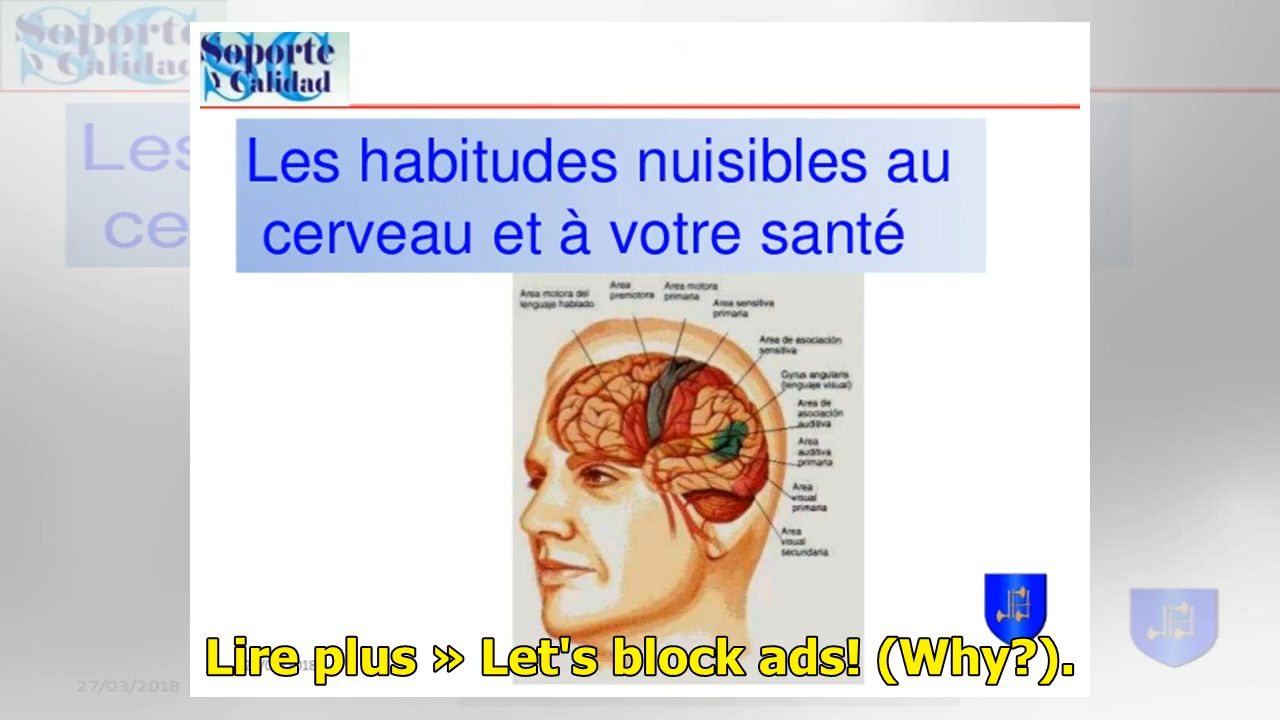 Soporte
y Calidad
Les habitudes nuisibles au
cerveau et à votre santé
Area motora del
lenguaje hablado
Area
premotora
Area motora
primaria
Area sensitiva
primaria
Area de asociación
sensitiva
Gyrus angularis
(lenguaje visual)
Area de
asociación
auditiva
Area
auditiva
primaria
Area
visual
primaria
Area
visual
secundaria
Lire plus » Let's block ads! (Why?).
27/03/2018